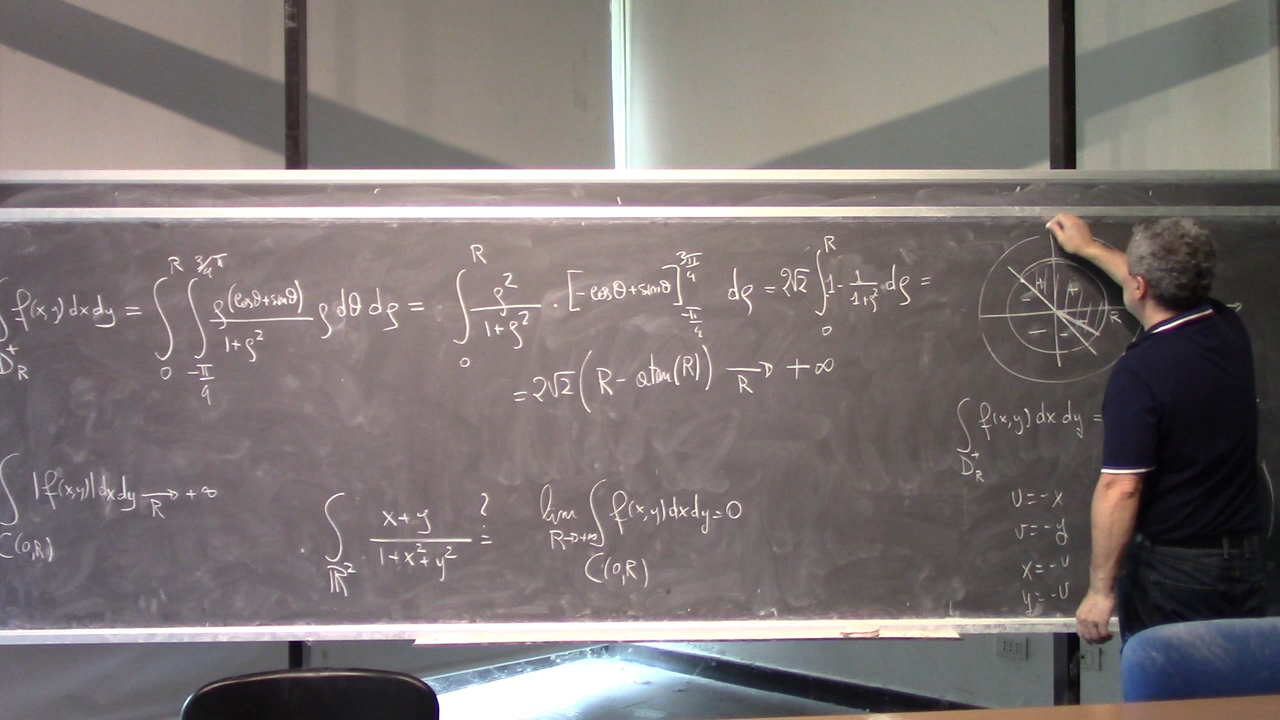 ∫_{D_R^+} f(x,y) dx dy = ∫_0^R ∫_{-π/4}^{3/4 π} ρ(cosθ+sinθ)/(1+ρ²) ρ dθ dρ = ∫_0^R ρ²/(1+ρ²) · [-cosθ+sinθ]_{-π/4}^{3π/4} dρ = 2√2 ∫_0^R 1 - 1/(1+ρ²) dρ =
= 2√2 (R - atan(R)) →_R +∞
R
∫_{D_R^+} f(x,y) dx dy =
∫_{C(0,R)} |f(x,y)| dx dy →_R +∞
∫_{ℝ²} (x+y)/(1+x²+y²) =?
lim_{R→+∞} ∫_{C(0,R)} f(x,y) dx dy = 0
u=-x
v=-y
x=-u
y=-v